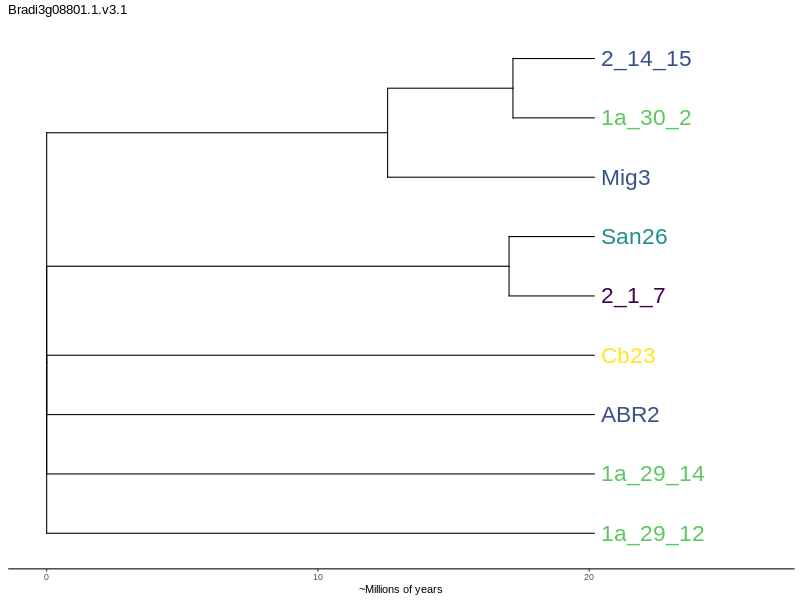 Bradi3g08801.1.v3.1
2_14_15
1a_30_2
Mig3
San26
2_1_7
Cb23
ABR2
1a_29_14
1a_29_12
0 10 20
~Millions of years